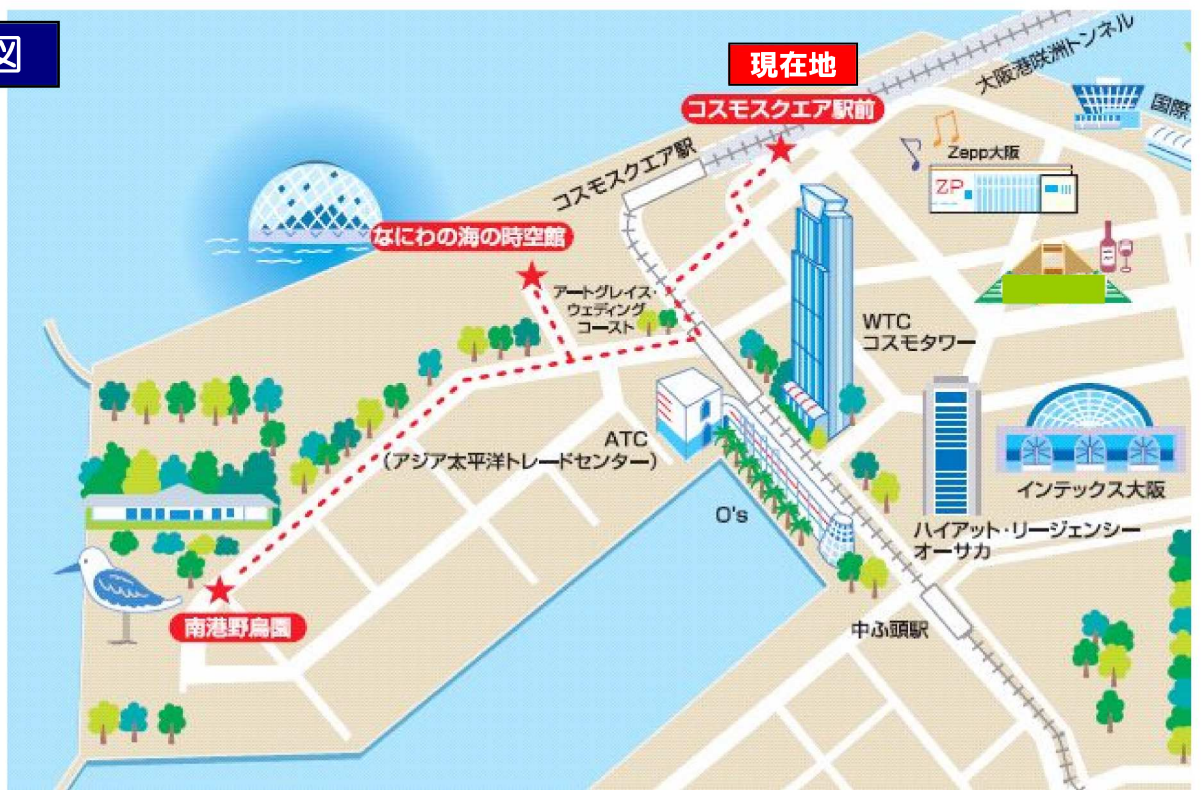 図
現在地
コスモスクエア駅前
大阪港咲洲トンネル
国際
コスモスクエア駅
Zepp大阪
ZP
なにわの海の時空館
アートグレイス・
ウェディング
コースト
WTC
コスモタワー
ATC
(アジア太平洋トレードセンター)
インテックス大阪
O's
ハイアット・リージェンシー
オーサカ
南港野鳥園
中ふ頭駅